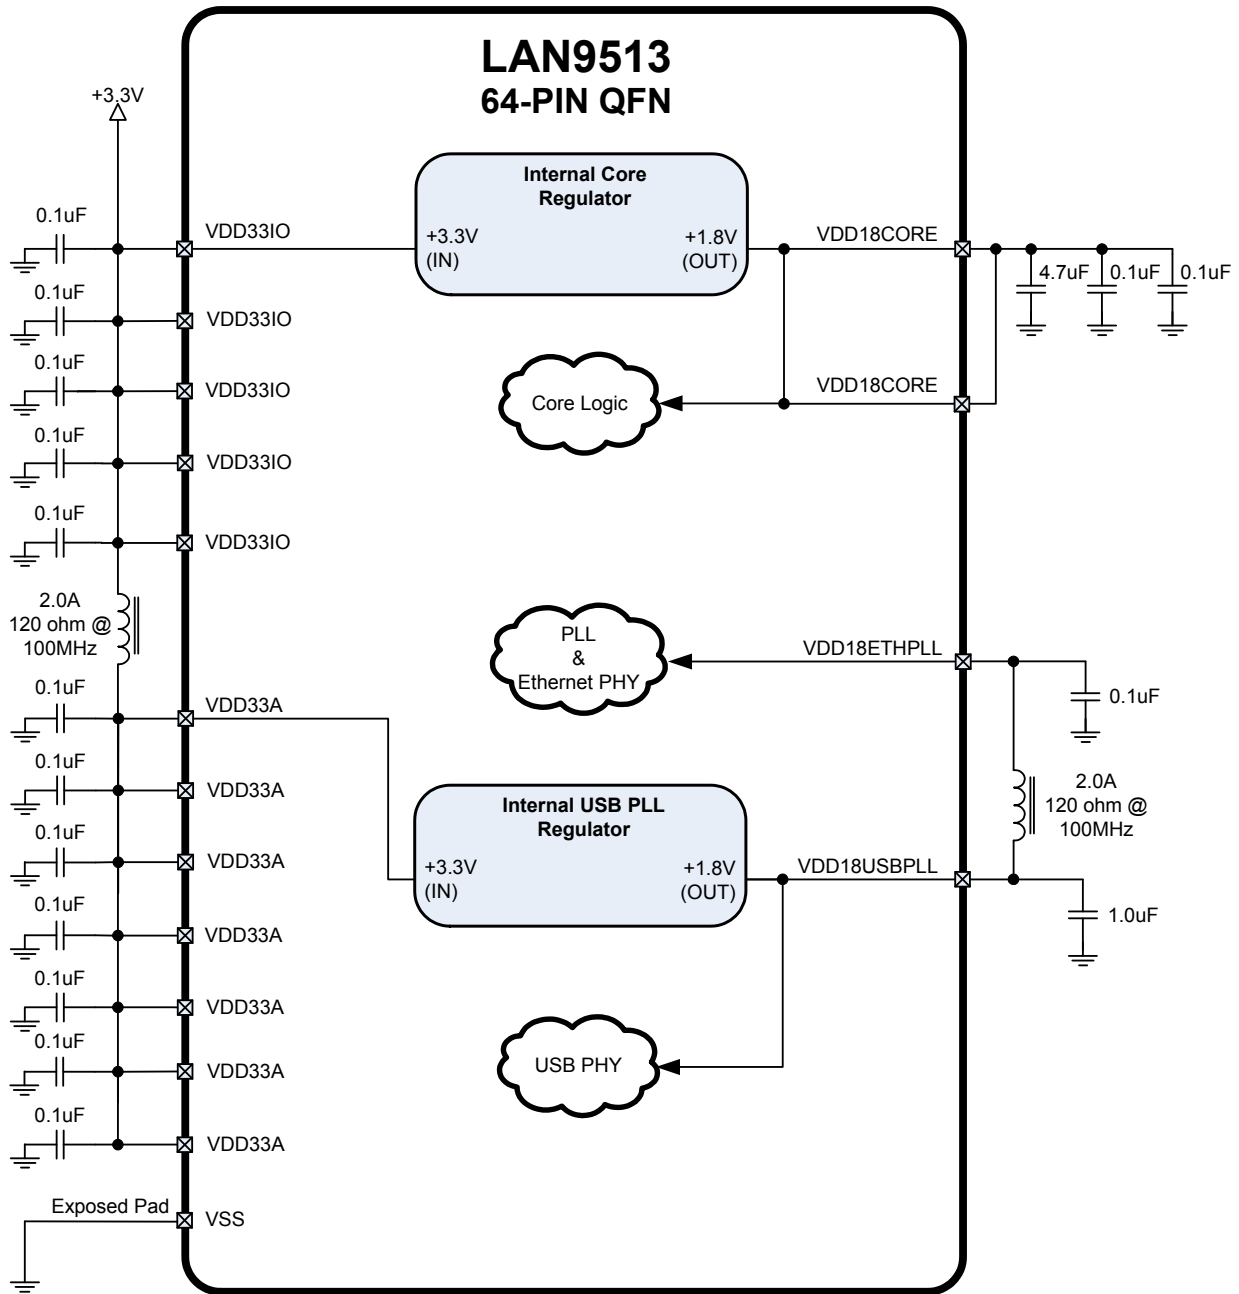 LAN9513
64-PIN QFN
+3.3V
Internal Core
Regulator
+3.3V
(IN)
+1.8V
(OUT)
0.1uF
VDD33IO
VDD18CORE
4.7uF
0.1uF
0.1uF
0.1uF
VDD33IO
0.1uF
VDD33IO
Core Logic
VDD18CORE
0.1uF
VDD33IO
0.1uF
VDD33IO
2.0A
120 ohm @
100MHz
PLL
&
Ethernet PHY
VDD18ETHPLL
0.1uF
0.1uF
VDD33A
0.1uF
VDD33A
Internal USB PLL
Regulator
+3.3V
(IN)
+1.8V
(OUT)
2.0A
120 ohm @
100MHz
0.1uF
VDD33A
VDD18USBPLL
1.0uF
0.1uF
VDD33A
0.1uF
VDD33A
0.1uF
VDD33A
USB PHY
0.1uF
VDD33A
Exposed Pad
VSS